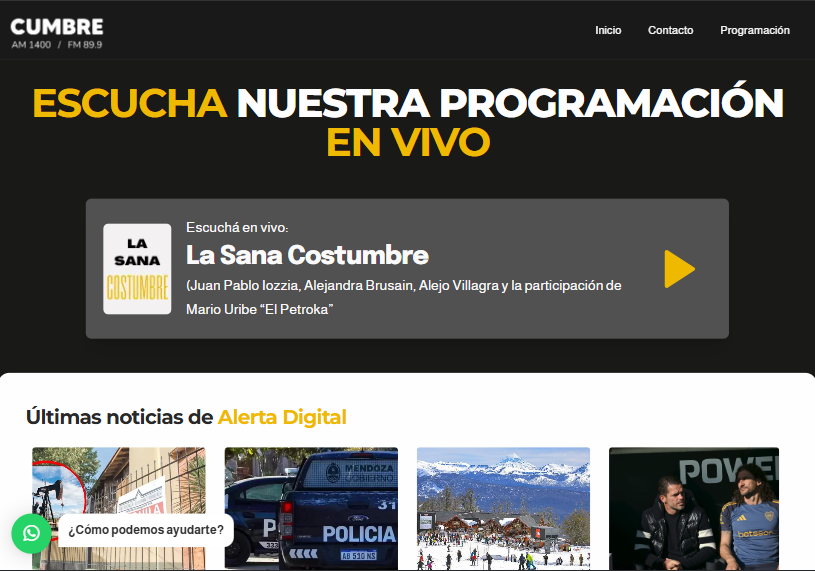 CUMBRE
AM 1400 / FM 89.9
Inicio
Contacto
Programación
ESCUCHA NUESTRA PROGRAMACIÓN
EN VIVO
LA
SANA
COSTUMBRE
Escuchá en vivo:
La Sana Costumbre
(Juan Pablo Iozzia, Alejandra Brusain, Alejo Villagra y la participación de
Mario Uribe “El Petroka”
Últimas noticias de Alerta Digital
MENDOZA
GOBIERNO
31
POLICIA
AB 530 NS
POWE
betsson
¿Cómo podemos ayudarte?